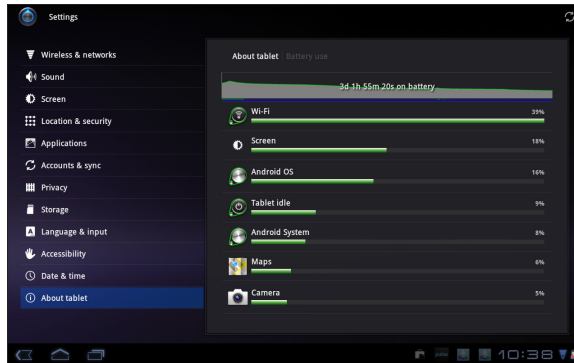 Settings
Wireless & networks
Sound
Screen
Location & security
Applications
Accounts & sync
Privacy
Storage
Language & input
Accessibility
Date & time
About tablet
About tablet
Battery use
3d 1h 55m 20s on battery
Wi-Fi 39%
Screen 18%
Android OS 16%
Tablet idle 9%
Android System 8%
Maps 6%
Camera 5%
10:38